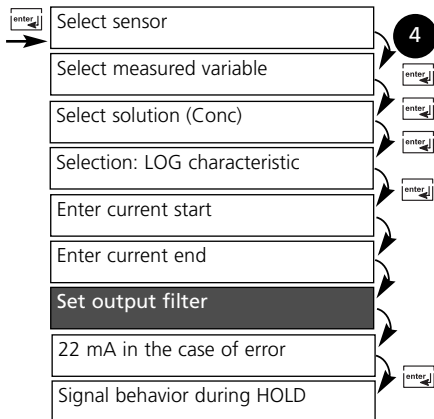 enter
Select sensor
4
Select measured variable
enter
Select solution (Conc)
enter
enter
Selection: LOG characteristic
enter
Enter current start
Enter current end
Set output filter
22 mA in the case of error
enter
Signal behavior during HOLD